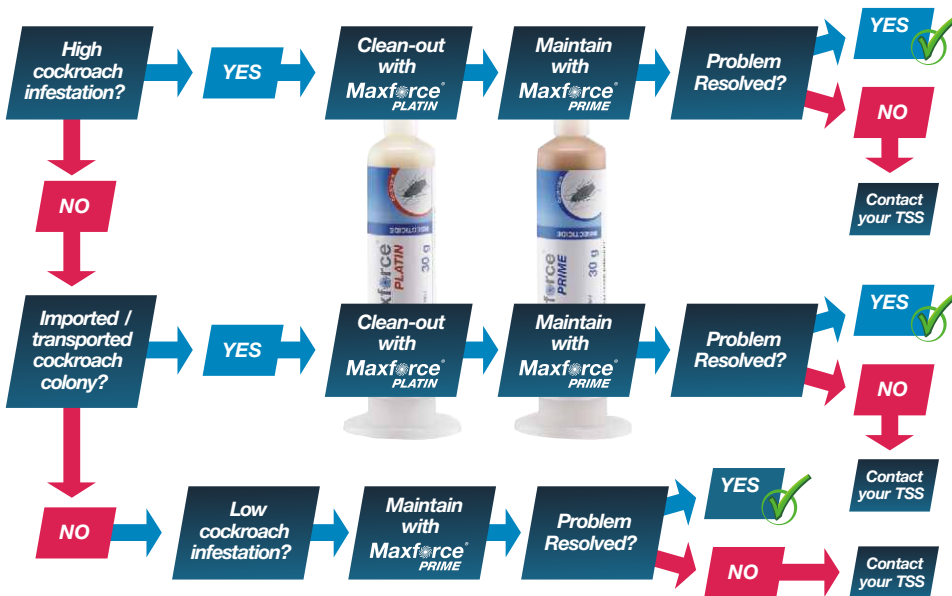 High
cockroach
infestation?
YES
Clean-out
with
Maxforce®
PLATIN
Maintain
with
Maxforce®
PRIME
Problem
Resolved?
YES
NO
Contact
your TSS
NO
INSECTICIDE
Maxforce®
PLATIN
30 g
INSECTICIDE
Maxforce®
PRIME
30 g
Imported /
transported
cockroach
colony?
YES
Clean-out
with
Maxforce®
PLATIN
Maintain
with
Maxforce®
PRIME
Problem
Resolved?
YES
NO
Contact
your TSS
NO
Low
cockroach
infestation?
Maintain
with
Maxforce®
PRIME
Problem
Resolved?
YES
NO
Contact
your TSS